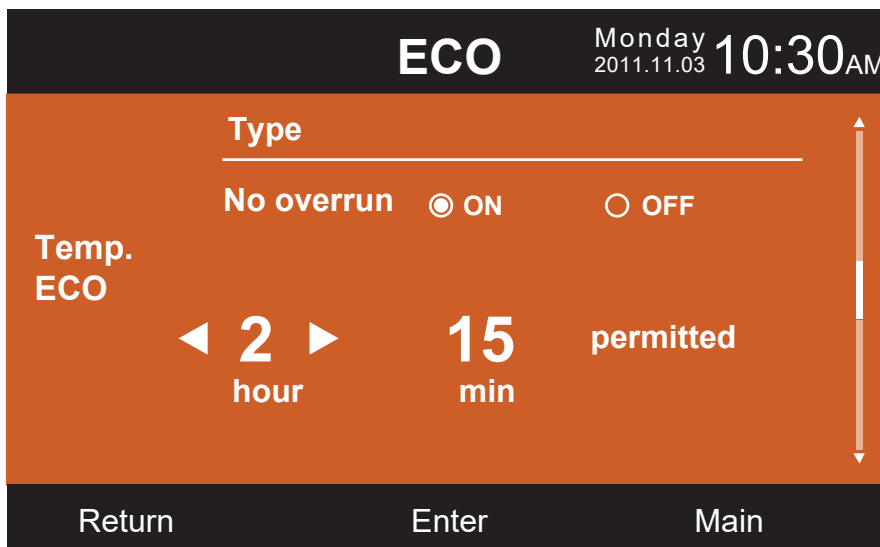 ECO
Monday
2011.11.03
10:30AM
Type
No overrun ON OFF
Temp.
ECO
2 15 permitted
hour min
Return Enter Main